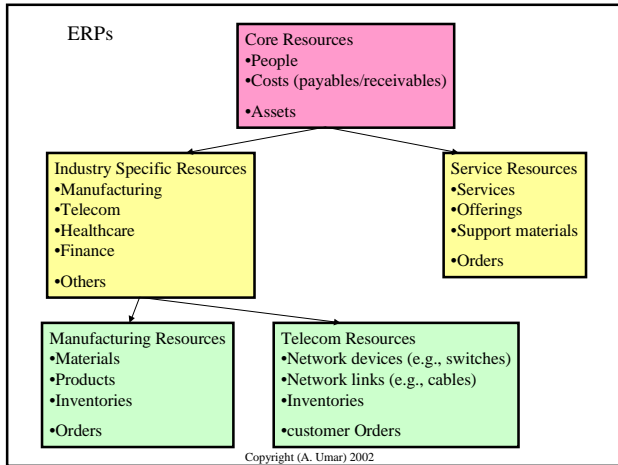 ERPs
Core Resources
•People
•Costs (payables/receivables)
•Assets
Industry Specific Resources
•Manufacturing
•Telecom
•Healthcare
•Finance
•Others
Service Resources
•Services
•Offerings
•Support materials
•Orders
Manufacturing Resources
•Materials
•Products
•Inventories
•Orders
Telecom Resources
•Network devices (e.g., switches)
•Network links (e.g., cables)
•Inventories
•customer Orders
Copyright (A. Umar) 2002